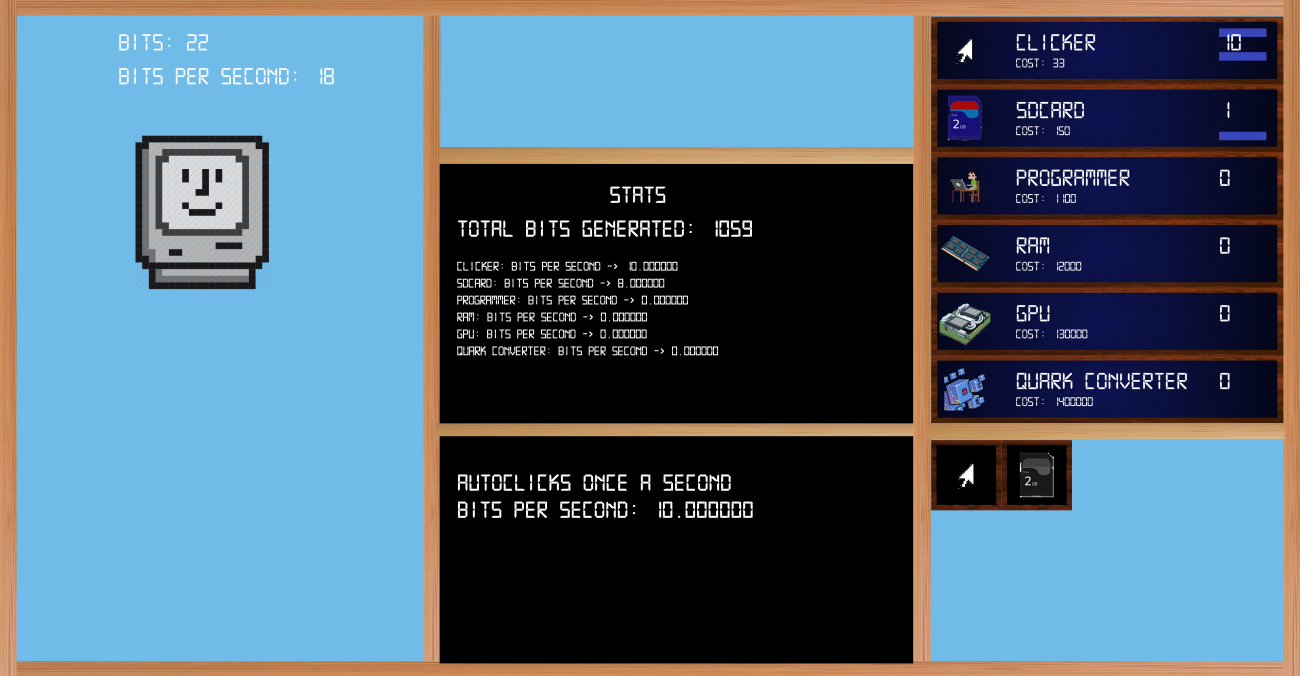 BITS: 22
BITS PER SECOND: 18
STATS
TOTAL BITS GENERATED: 1059
CLICKER: BITS PER SECOND -> 10.000000
SDCARD: BITS PER SECOND -> 8.000000
PROGRAMMER: BITS PER SECOND -> 0.000000
RAM: BITS PER SECOND -> 0.000000
GPU: BITS PER SECOND -> 0.000000
QUARK CONVERTER: BITS PER SECOND -> 0.000000
AUTOCLICKS ONCE A SECOND
BITS PER SECOND: 10.000000
CLICKER 10
COST: 33
2 GB
SDCARD 1
COST: 150
PROGRAMMER 0
COST: 1100
RAM 0
COST: 12000
GPU 0
COST: 130000
QUARK CONVERTER 0
COST: 1400000
2 GB